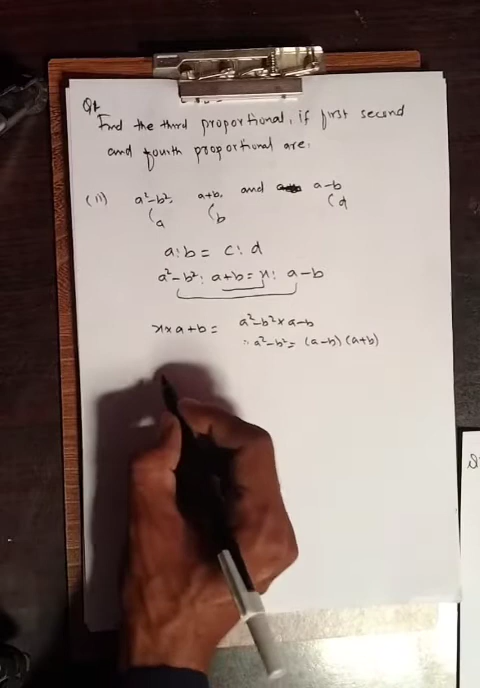 Q1
Find the third proportional, if first second
and fourth proportional are:
(ii) a²-b², a+b, and a-b
(a (b (d
a:b = c:d
a²-b²: a+b = x: a-b
x×a+b = a²-b²×a-b
∵ a²-b² = (a-b) (a+b)